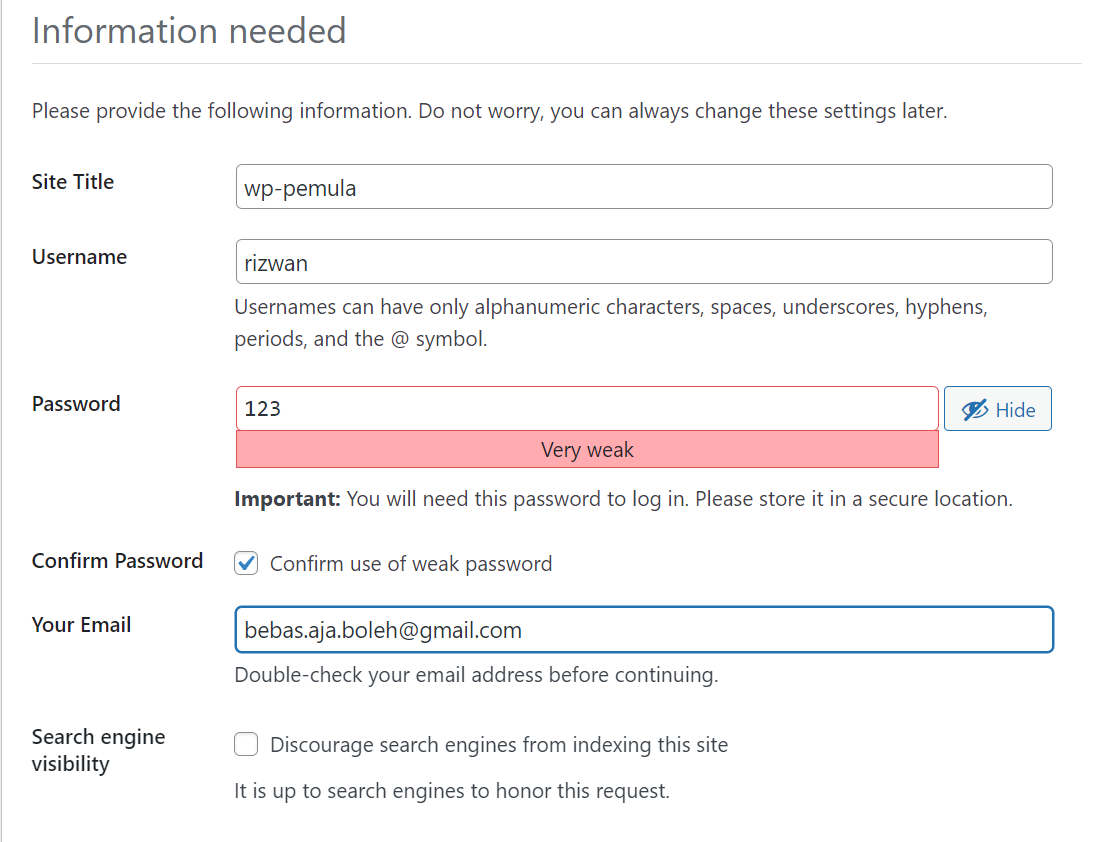 Information needed
Please provide the following information. Do not worry, you can always change these settings later.
Site Title
wp-pemula
Username
rizwan
Usernames can have only alphanumeric characters, spaces, underscores, hyphens,
periods, and the @ symbol.
Password
123
Hide
Very weak
Important: You will need this password to log in. Please store it in a secure location.
Confirm Password
Confirm use of weak password
Your Email
bebas.aja.boleh@gmail.com
Double-check your email address before continuing.
Search engine
visibility
Discourage search engines from indexing this site
It is up to search engines to honor this request.